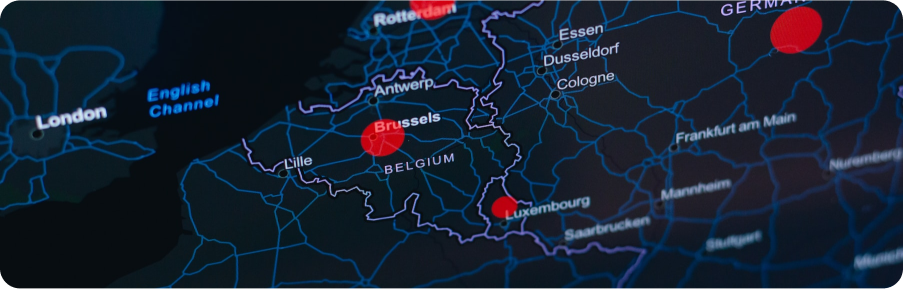 Rotterdam
GERMA
Essen
Dusseldorf
Cologne
English
Channel
Antwerp
London
Brussels
Frankfurt am Main
Lille
BELGIUM
Nuremberg
Mannheim
Luxembourg
Saarbrucken
Stuttgart
Munich